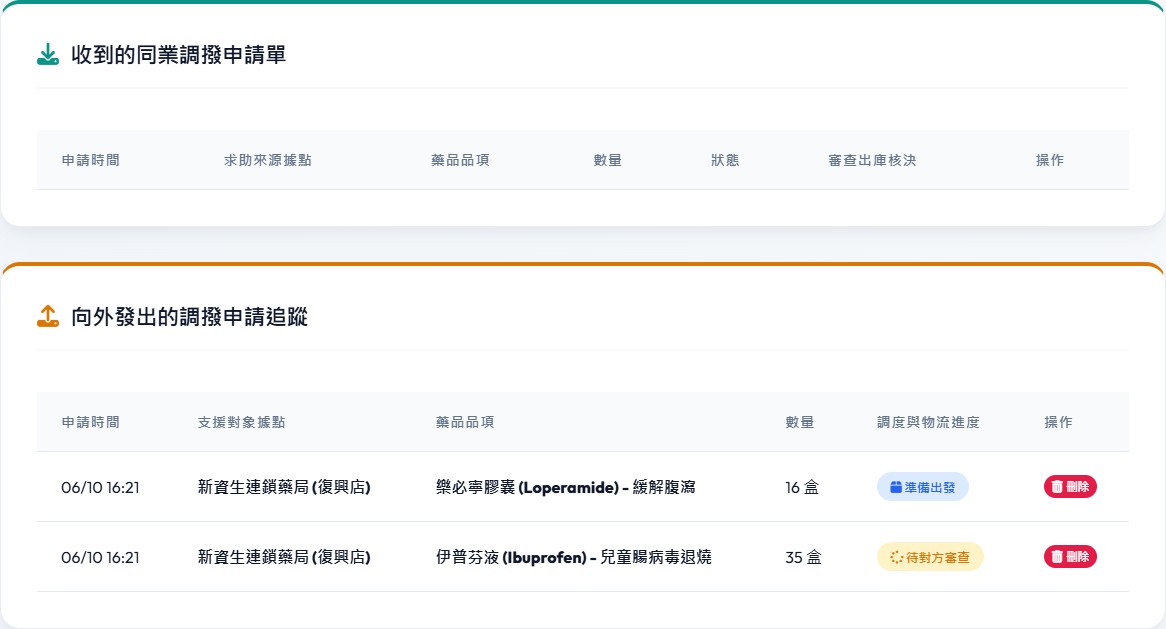 收到的同業調撥申請單
申請時間 求助來源據點 藥品品項 數量 狀態 審查出庫核決 操作
向外發出的調撥申請追蹤
申請時間 支援對象據點 藥品品項 數量 調度與物流進度 操作
06/10 16:21 新資生連鎖藥局 (復興店) 樂必寧膠囊 (Loperamide) - 緩解腹瀉 16 盒 準備出發 刪除
06/10 16:21 新資生連鎖藥局 (復興店) 伊普芬液 (Ibuprofen) - 兒童腸病毒退燒 35 盒 待對方審查 刪除